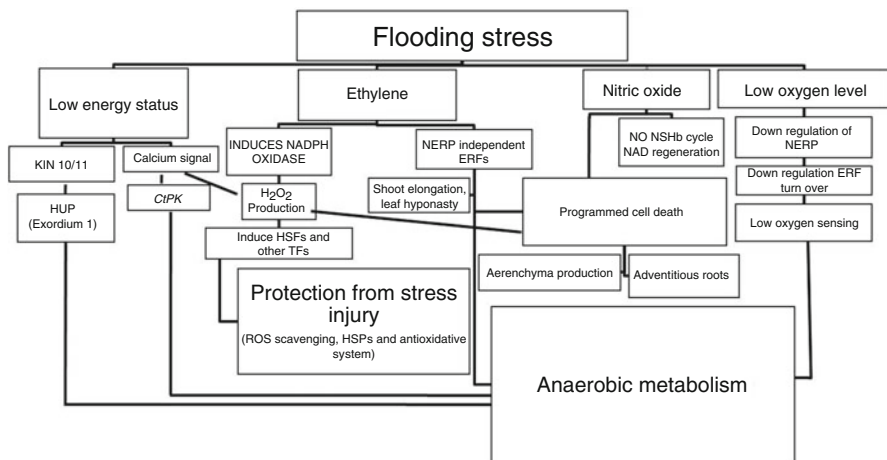 Flooding stress
Low energy status
Ethylene
Nitric oxide
Low oxygen level
KIN 10/11
Calcium signal
INDUCES NADPH
OXIDASE
NERP independent
ERFs
NO NSHb cycle
NAD regeneration
Down regulation of
NERP
HUP
(Exordium 1)
CtPK
H2O2
Production
Shoot elongation,
leaf hyponasty
Programmed cell death
Down regulation ERF
turn over
Induce HSFs and
other TFs
Low oxygen sensing
Aerenchyma production
Adventitious roots
Protection from stress
injury
(ROS scavenging, HSPs and antioxidative
system)
Anaerobic metabolism